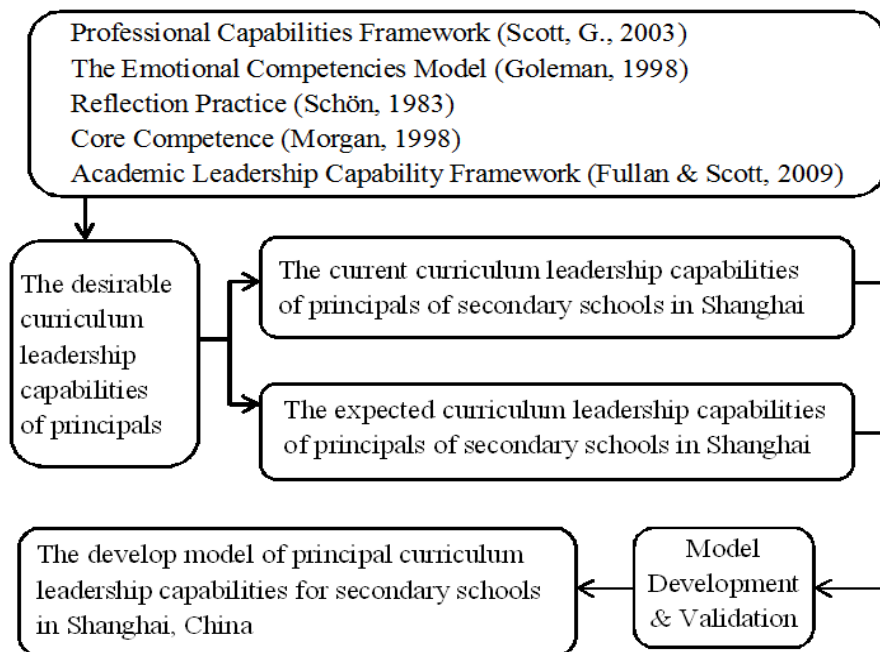 Professional Capabilities Framework (Scott, G., 2003)
The Emotional Competencies Model (Goleman, 1998)
Reflection Practice (Schön, 1983)
Core Competence (Morgan, 1998)
Academic Leadership Capability Framework (Fullan & Scott, 2009)
The desirable
curriculum
leadership
capabilities
of principals
The current curriculum leadership capabilities
of principals of secondary schools in Shanghai
The expected curriculum leadership capabilities
of principals of secondary schools in Shanghai
The develop model of principal curriculum
leadership capabilities for secondary schools
in Shanghai, China
Model
Development
& Validation